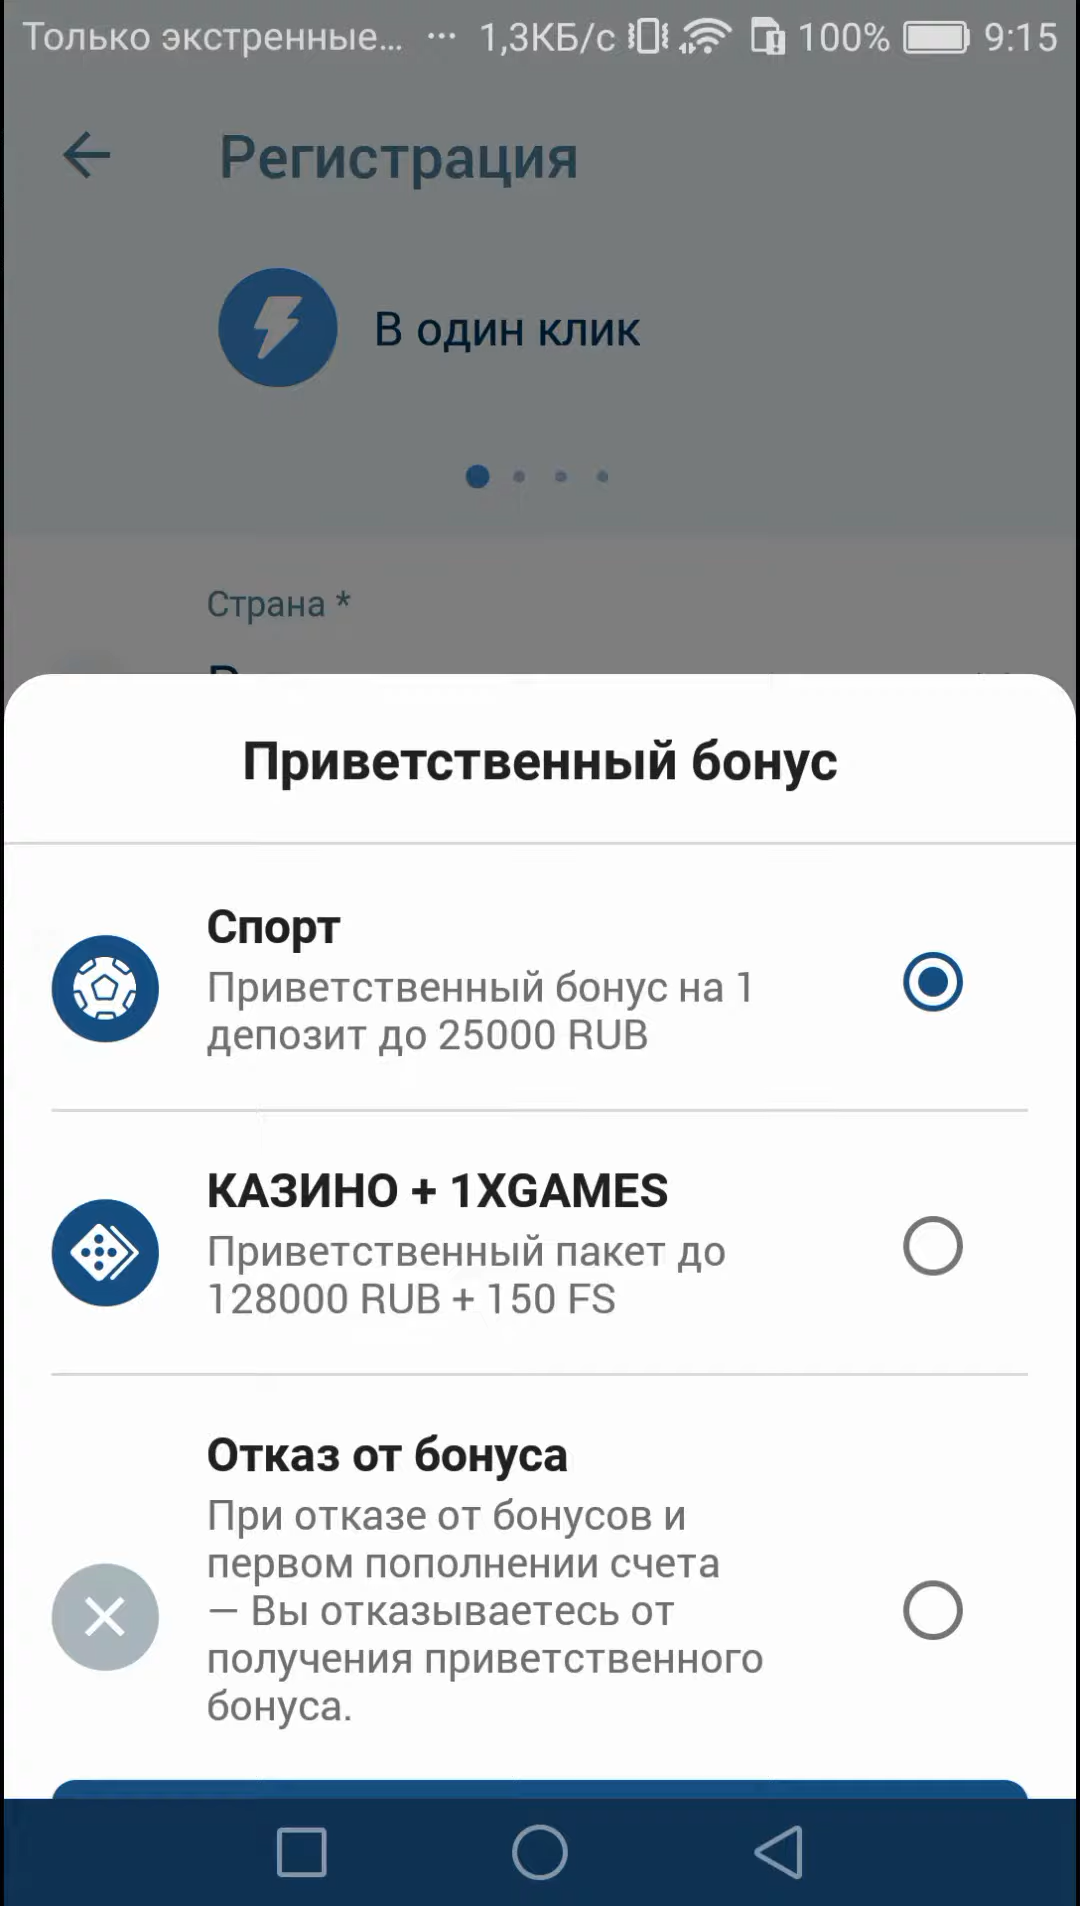 Только экстренные... ... 1,3КБ/с 100% 9:15
Регистрация
В один клик
Страна *
Приветственный бонус
Спорт
Приветственный бонус на 1
депозит до 25000 RUB
КАЗИНО + 1XGAMES
Приветственный пакет до
128000 RUB + 150 FS
Отказ от бонуса
При отказе от бонусов и
первом пополнении счета
— Вы отказываетесь от
получения приветственного
бонуса.